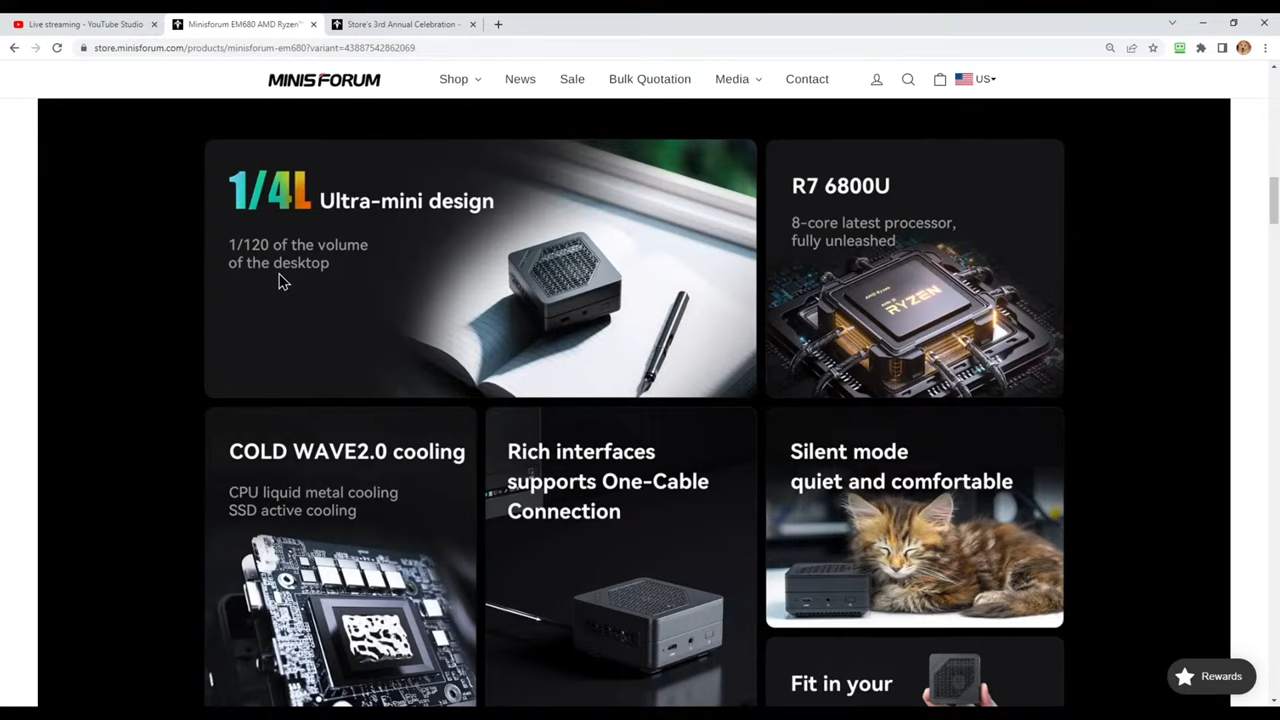 Live streaming - YouTube Studio
Minisforum EM680 AMD Ryzen™
Store's 3rd Annual Celebration -
store.minisforum.com/products/minisforum-em680?variant=43887542862069
MINISFORUM
Shop
News
Sale
Bulk Quotation
Media
Contact
US
1/4L Ultra-mini design
1/120 of the volume
of the desktop
R7 6800U
8-core latest processor,
fully unleashed
AMD Ryzen
RYZEN
COLD WAVE2.0 cooling
CPU liquid metal cooling
SSD active cooling
Rich interfaces
supports One-Cable
Connection
Silent mode
quiet and comfortable
Fit in your
Rewards